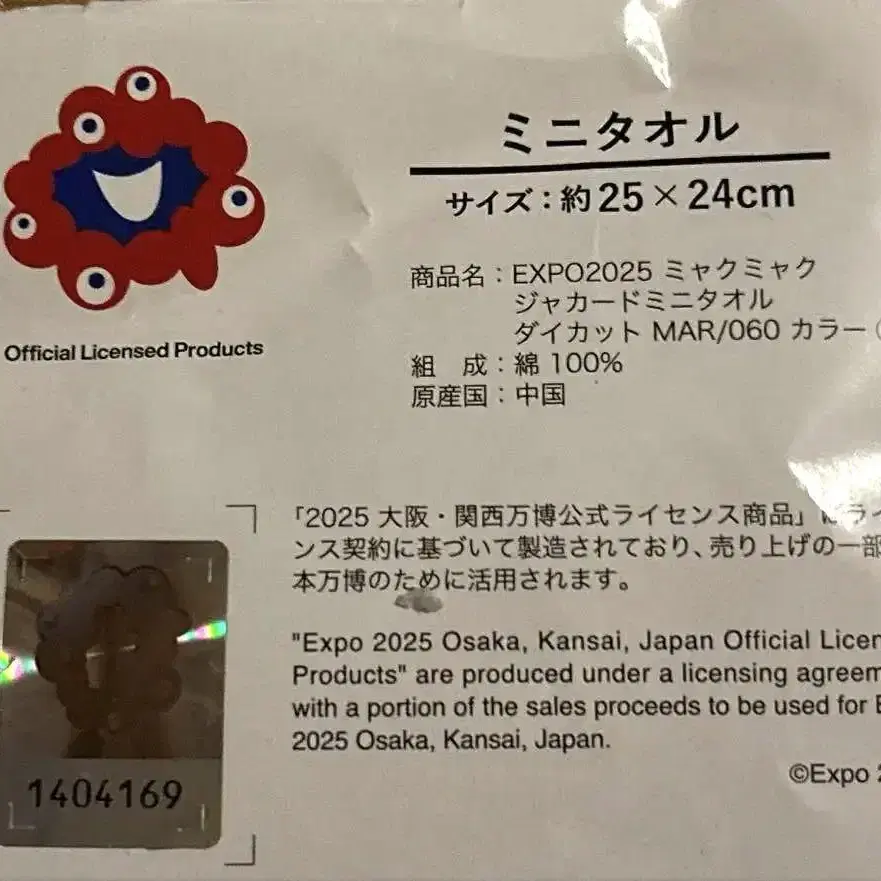 ミニタオル
サイズ：約25×24cm
商品名：EXPO2025 ミャクミャク
ジャカードミニタオル
ダイカット MAR/060 カラー
組　成：綿 100%
原産国：中国
Official Licensed Products
「2025 大阪・関西万博公式ライセンス商品」はライ
ンス契約に基づいて製造されており、売り上げの一部
本万博のために活用されます。
"Expo 2025 Osaka, Kansai, Japan Official Licen
Products" are produced under a licensing agreem
with a portion of the sales proceeds to be used for E
2025 Osaka, Kansai, Japan.
©Expo 2
1404169